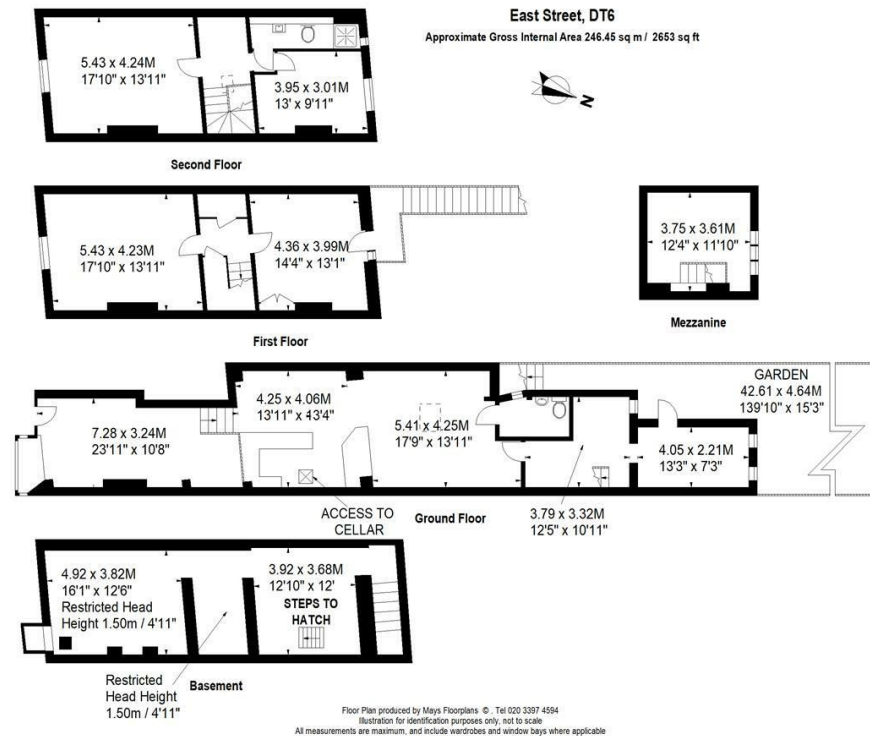 East Street, DT6
Approximate Gross Internal Area 246.45 sq m / 2653 sq ft
N
5.43 x 4.24M
17'10" x 13'11"
3.95 x 3.01M
13' x 9'11"
Second Floor
5.43 x 4.23M
17'10" x 13'11"
4.36 x 3.99M
14'4" x 13'1"
First Floor
3.75 x 3.61M
12'4" x 11'10"
Mezzanine
7.28 x 3.24M
23'11" x 10'8"
4.25 x 4.06M
13'11" x 13'4"
5.41 x 4.25M
17'9" x 13'11"
GARDEN
42.61 x 4.64M
139'10" x 15'3"
4.05 x 2.21M
13'3" x 7'3"
ACCESS TO
CELLAR
Ground Floor
3.79 x 3.32M
12'5" x 10'11"
4.92 x 3.82M
16'1" x 12'6"
Restricted Head
Height 1.50m / 4'11"
3.92 x 3.68M
12'10" x 12'
STEPS TO
HATCH
Restricted
Head Height
1.50m / 4'11"
Basement
Floor Plan produced by Mays Floorplans © . Tel 020 3397 4594
Illustration for identification purposes only, not to scale
All measurements are maximum, and include wardrobes and window bays where applicable